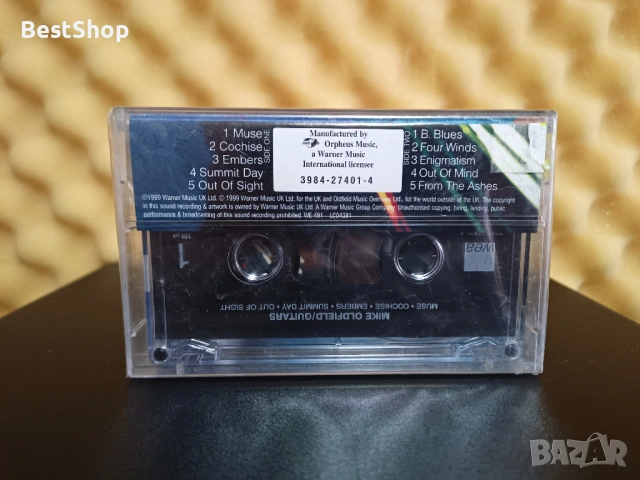 BestShop
1 Muse
2 Cochise
3 Embers
4 Summit Day
5 Out Of Sight
SIDE ONE
Manufactured by
Orpheus Music,
a Warner Music
International licensee
3984-27401-4
SIDE TWO
1 B. Blues
2 Four Winds
3 Enigmatism
4 Out Of Mind
5 From The Ashes
℗1999 Warner Music UK Ltd. © 1999 Warner Music UK Ltd. for the UK and Oldfield Music Overseas Ltd., for the world outside of the UK. The copyright
in this sound recording & artwork is owned by Warner Music UK Ltd. A Warner Music Group Company. Unauthorised copying, hiring, lending, public
performance & broadcasting of this sound recording prohibited. WE 491 LC04281
1
wea
MUSE • COCHISE • EMBERS • SUMMIT DAY • OUT OF SIGHT
MIKE OLDFIELD/GUITARS
BAZAR